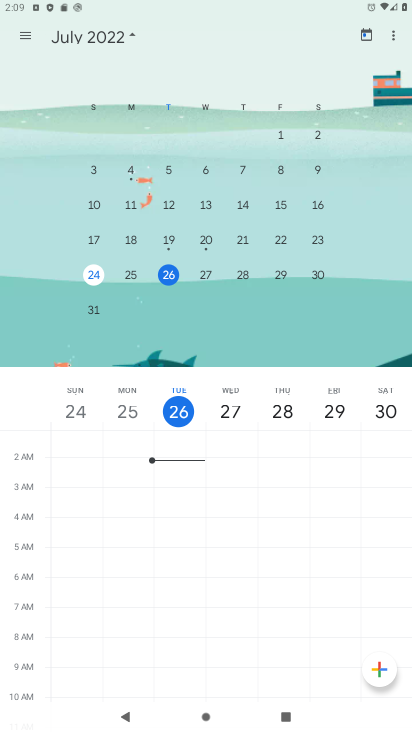 2:09
July 2022
S M T W T F S
1 2
3 4 5 6 7 8 9
10 11 12 13 14 15 16
17 18 19 20 21 22 23
24 25 26 27 28 29 30
31
SUN MON TUE WED THU FRI SAT
24 25 26 27 28 29 30
2 AM
3 AM
4 AM
5 AM
6 AM
7 AM
8 AM
9 AM
10 AM
11 AM